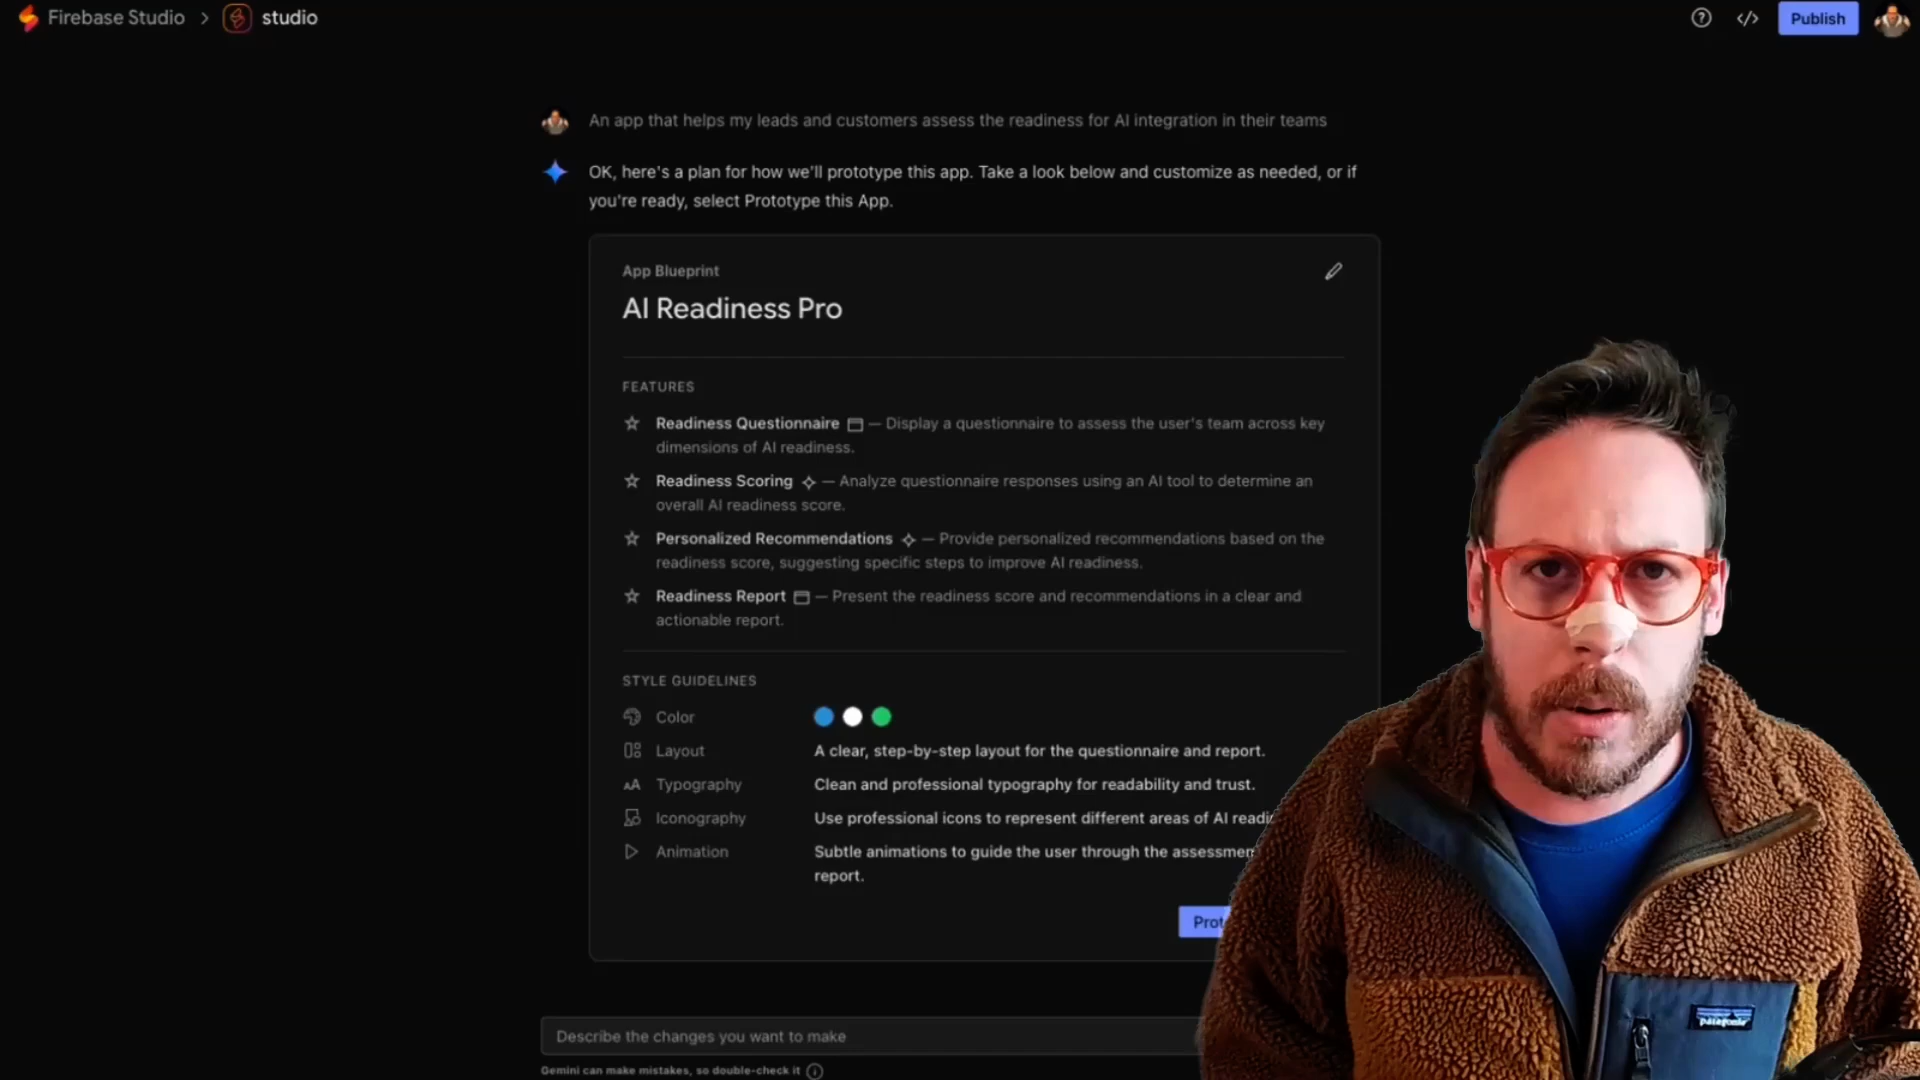 Firebase Studio > studio
Publish
An app that helps my leads and customers assess the readiness for AI integration in their teams
OK, here's a plan for how we'll prototype this app. Take a look below and customize as needed, or if
you're ready, select Prototype this App.
App Blueprint
AI Readiness Pro
FEATURES
Readiness Questionnaire — Display a questionnaire to assess the user's team across key
dimensions of AI readiness.
Readiness Scoring — Analyze questionnaire responses using an AI tool to determine an
overall AI readiness score.
Personalized Recommendations — Provide personalized recommendations based on the
readiness score, suggesting specific steps to improve AI readiness.
Readiness Report — Present the readiness score and recommendations in a clear and
actionable report.
STYLE GUIDELINES
Color
Layout A clear, step-by-step layout for the questionnaire and report.
Typography Clean and professional typography for readability and trust.
Iconography Use professional icons to represent different areas of AI
Animation Subtle animations to guide the user through the
report.
Describe the changes you want to make
Gemini can make mistakes, so double-check it
patagonia